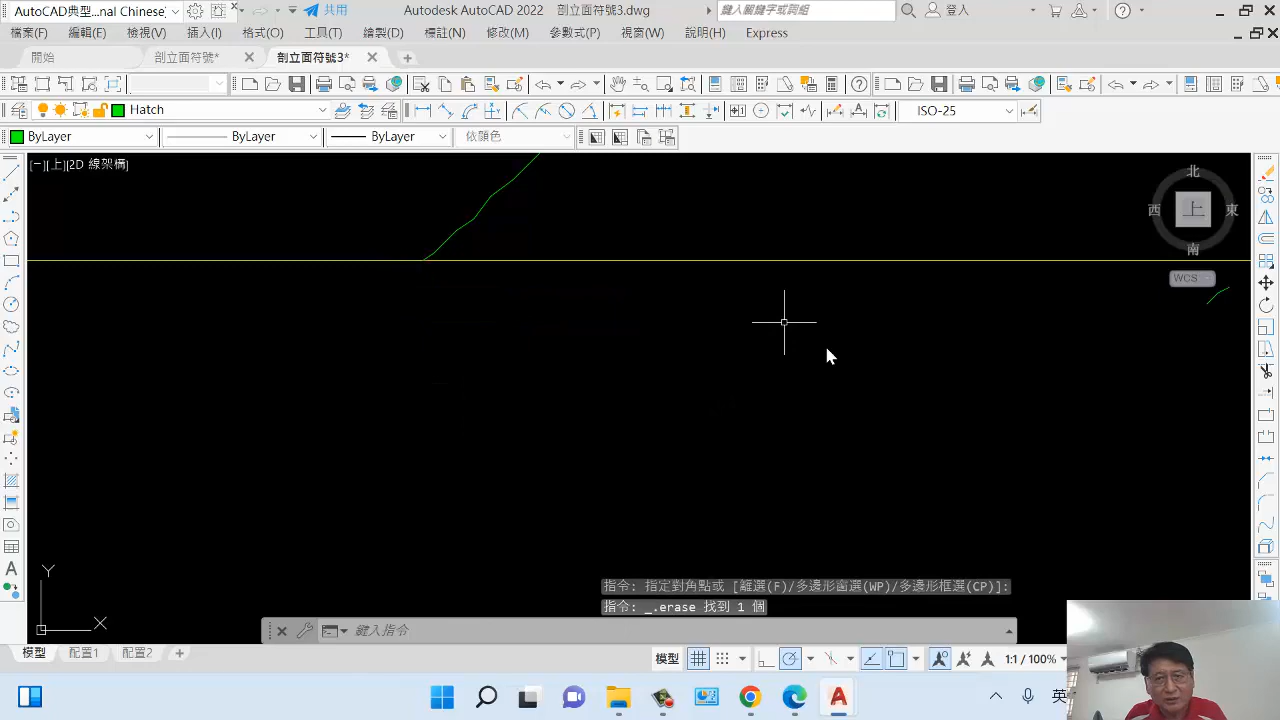 AutoCAD典型...nal Chinese)
共用
Autodesk AutoCAD 2022
剖立面符號3.dwg
鍵入關鍵字或片語
登入
檔案(F)
編輯(E)
檢視(V)
插入(I)
格式(O)
工具(T)
繪製(D)
標註(N)
修改(M)
參數式(P)
視窗(W)
說明(H)
Express
開始
剖立面符號*
剖立面符號3*
Hatch
ISO-25
ByLayer
ByLayer
ByLayer
依顏色
[−][上][2D 線架構]
北
西
上
東
南
WCS
Y
X
指令: 指定對角點或 [籬選(F)/多邊形窗選(WP)/多邊形框選(CP)]:
指令: _.erase 找到 1 個
鍵入指令
模型
配置1
配置2
模型
1:1 / 100%
英